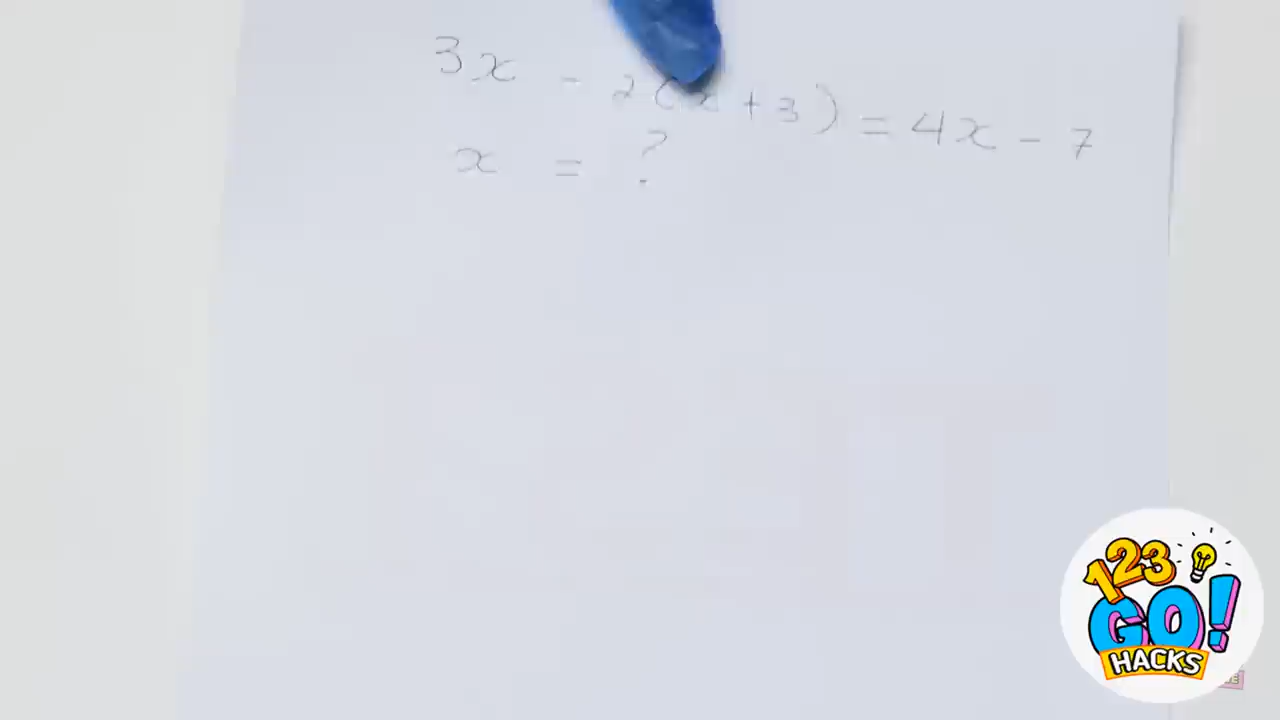 3x - 2(x + 3) = 4x - 7
x = ?
123
GO!
HACKS